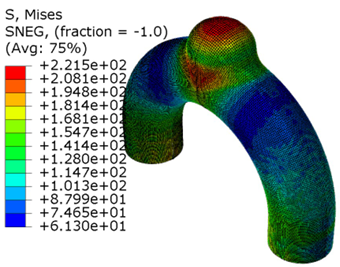 S, Mises
SNEG, (fraction = -1.0)
(Avg: 75%)
+2.215e+02
+2.081e+02
+1.948e+02
+1.814e+02
+1.681e+02
+1.547e+02
+1.414e+02
+1.280e+02
+1.147e+02
+1.013e+02
+8.799e+01
+7.465e+01
+6.130e+01